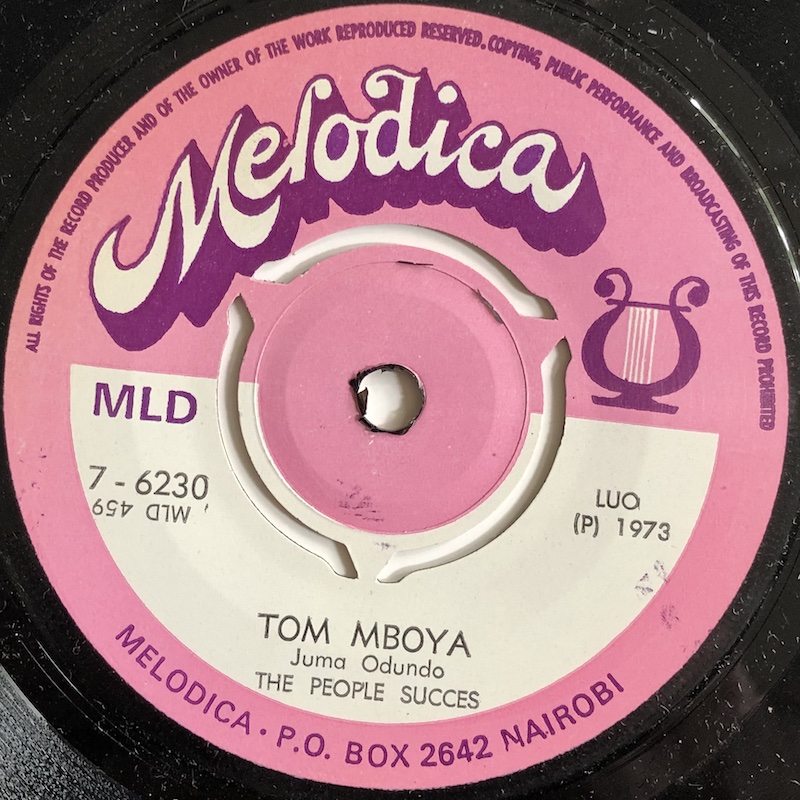 ALL RIGHTS OF THE RECORD PRODUCER AND OF THE OWNER OF THE WORK REPRODUCED RESERVED. COPYING, PUBLIC PERFORMANCE AND BROADCASTING OF THIS RECORD PROHIBITED
Melodica
MLD
7 - 6230
MLD 459
LUO
(P) 1973
TOM MBOYA
Juma Odundo
THE PEOPLE SUCCES
MELODICA · P.O. BOX 2642 NAIROBI